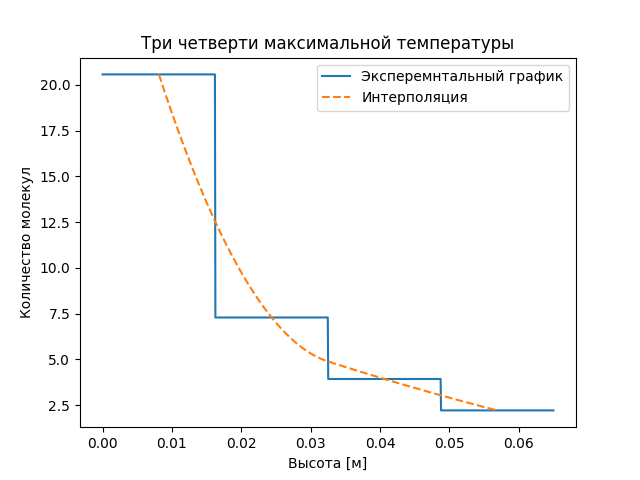 Три четверти максимальной температуры
Эксперемнтальный график
Интерполяция
Количество молекул
20.0
17.5
15.0
12.5
10.0
7.5
5.0
2.5
0.00 0.01 0.02 0.03 0.04 0.05 0.06
Высота [м]